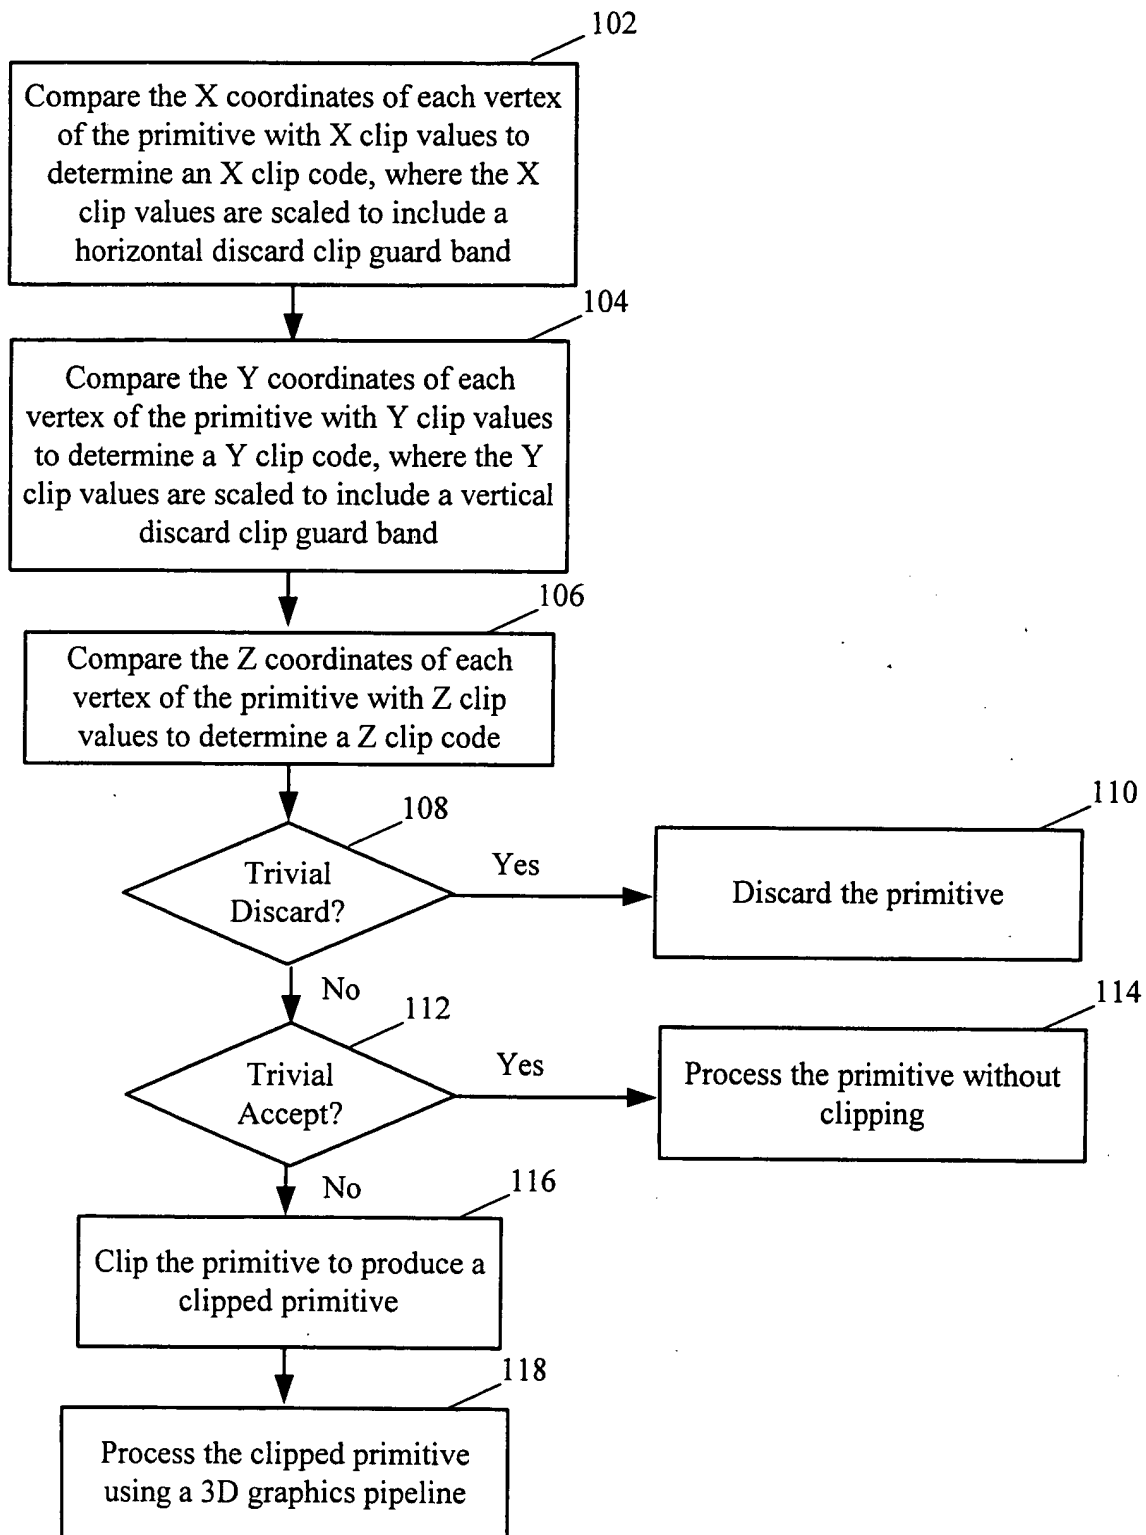 102
Compare the X coordinates of each vertex
of the primitive with X clip values to
determine an X clip code, where the X
clip values are scaled to include a
horizontal discard clip guard band
104
Compare the Y coordinates of each
vertex of the primitive with Y clip values
to determine a Y clip code, where the Y
clip values are scaled to include a vertical
discard clip guard band
106
Compare the Z coordinates of each
vertex of the primitive with Z clip
values to determine a Z clip code
108
Trivial
Discard?
Yes
110
Discard the primitive
No
112
Trivial
Accept?
Yes
114
Process the primitive without
clipping
No
116
Clip the primitive to produce a
clipped primitive
118
Process the clipped primitive
using a 3D graphics pipeline